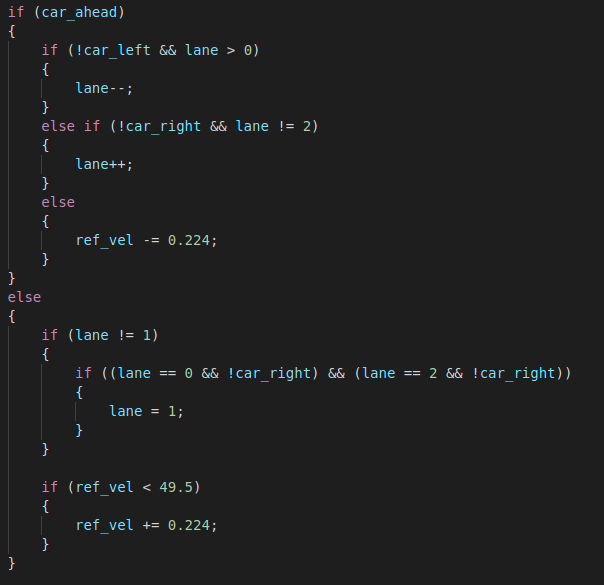 if (car_ahead)
{
    if (!car_left && lane > 0)
    {
        lane--;
    }
    else if (!car_right && lane != 2)
    {
        lane++;
    }
    else
    {
        ref_vel -= 0.224;
    }
}
else
{
    if (lane != 1)
    {
        if ((lane == 0 && !car_right) && (lane == 2 && !car_right))
        {
            lane = 1;
        }
    }

    if (ref_vel < 49.5)
    {
        ref_vel += 0.224;
    }
}